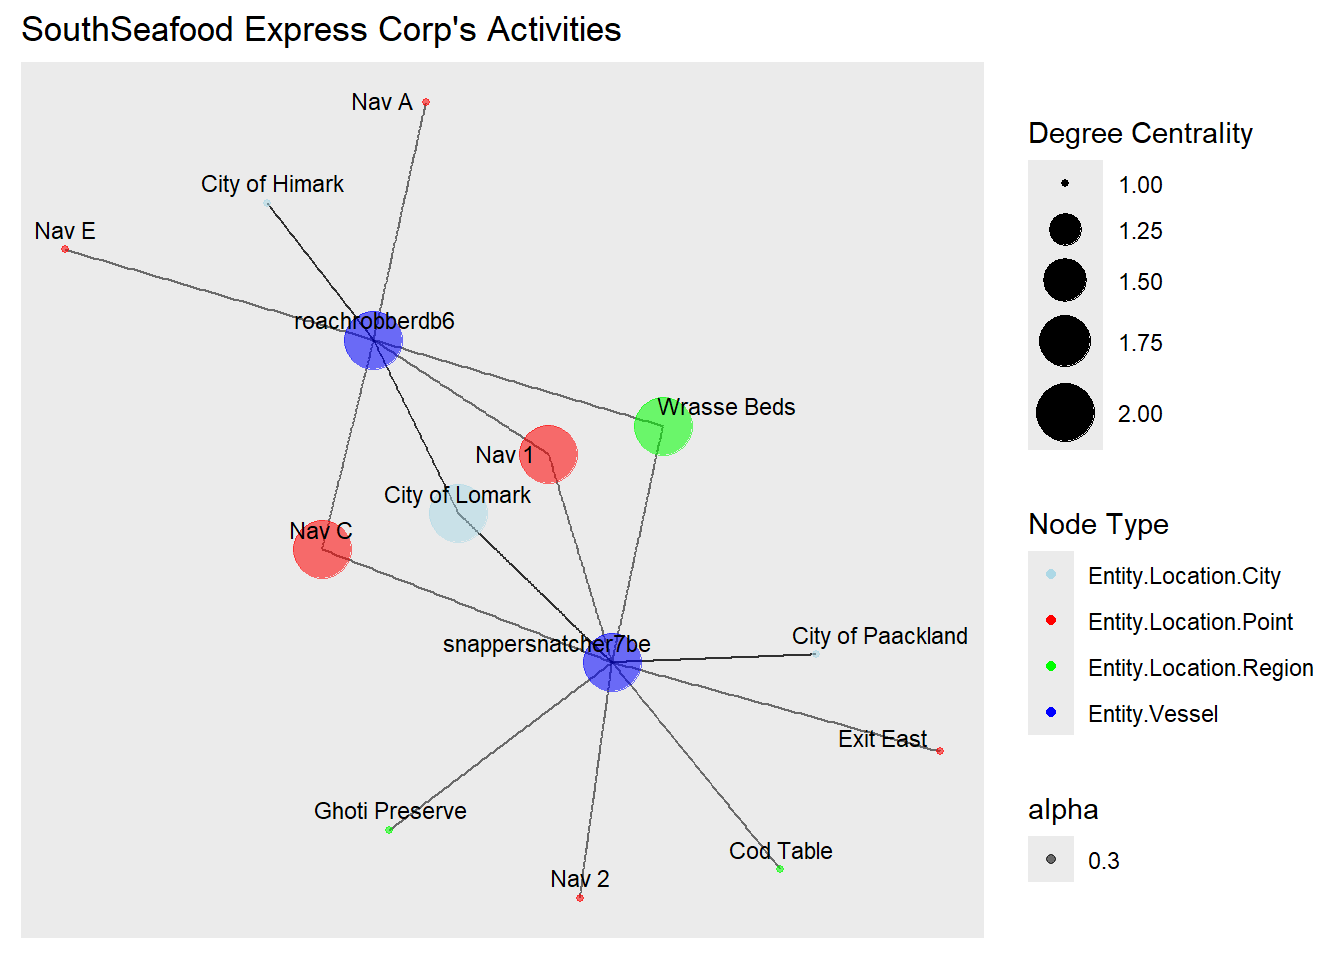 SouthSeafood Express Corp's Activities
Nav A
City of Himark
Nav E
roachrobberdb6
Wrasse Beds
Nav 1
City of Lomark
Nav C
snappersnatcher7be
City of Paackland
Exit East
Ghoti Preserve
Cod Table
Nav 2
Degree Centrality
1.00
1.25
1.50
1.75
2.00
Node Type
Entity.Location.City
Entity.Location.Point
Entity.Location.Region
Entity.Vessel
alpha
0.3